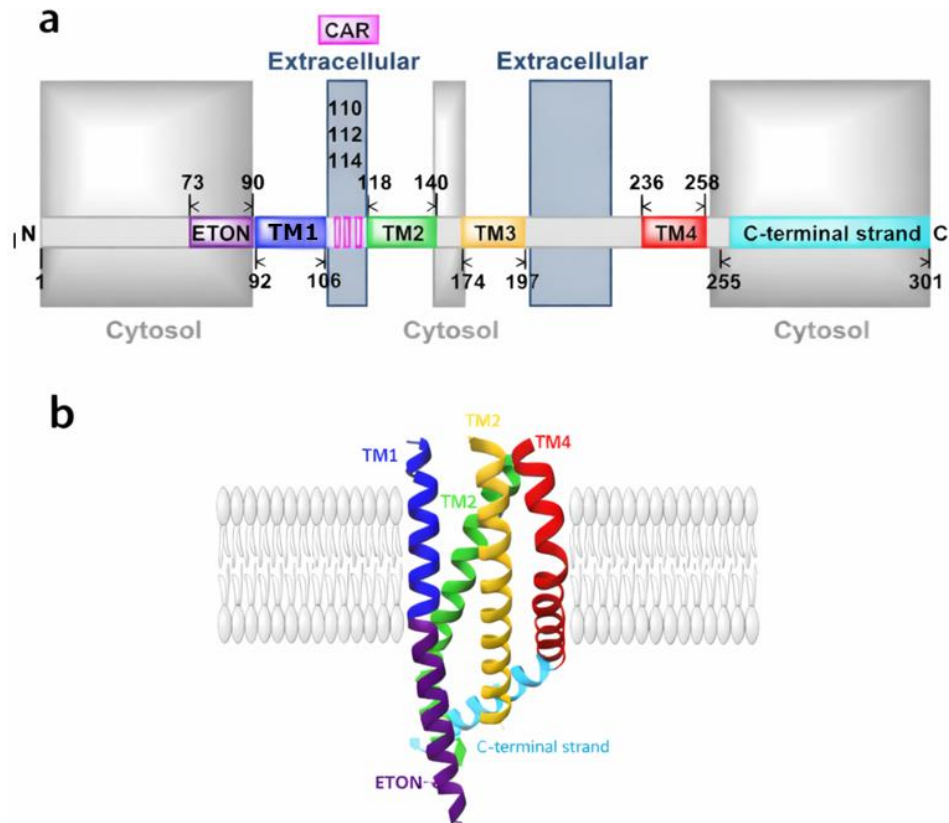 a
CAR
Extracellular
Extracellular
110
112
114
73
90
118
140
236
258
N
ETON
TM1
TM2
TM3
TM4
C-terminal strand
C
1
92
106
174
197
255
301
Cytosol
Cytosol
Cytosol
b
TM2
TM1
TM4
TM2
C-terminal strand
ETON